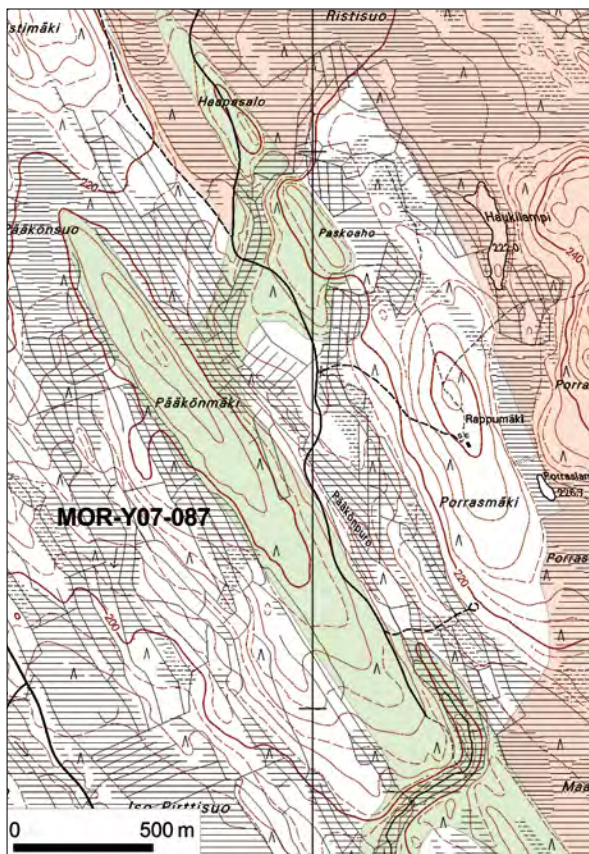 Ristisuo
stimäki
Haapasalo
220
Pääkönsuo
Paskoaho
Haukilampi
222.0
240
Porra
Pääkönmäki
Rappumäki
Porraslam
226.1
MOR-Y07-087
Pääkönpuro
Porrasmäki
Porras
220
200
Maa
Iso Pirttisuo
0 500 m